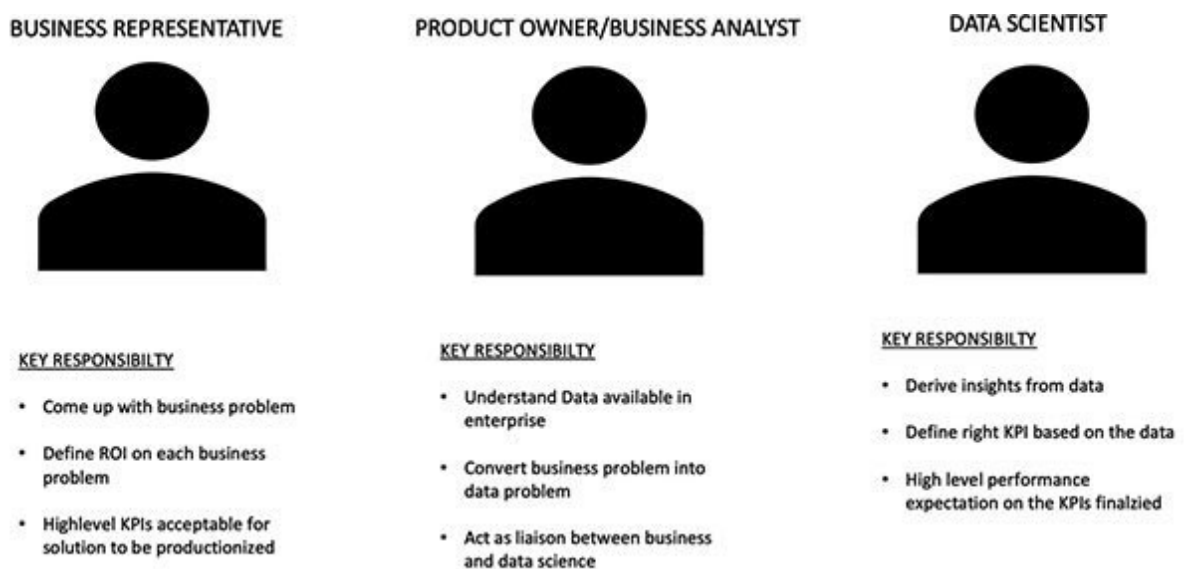 BUSINESS REPRESENTATIVE
KEY RESPONSIBILTY
• Come up with business problem
• Define ROI on each business
problem
• Highlevel KPIs acceptable for
solution to be productionized
PRODUCT OWNER/BUSINESS ANALYST
KEY RESPONSIBILTY
• Understand Data available in
enterprise
• Convert business problem into
data problem
• Act as liaison between business
and data science
DATA SCIENTIST
KEY RESPONSIBILTY
• Derive insights from data
• Define right KPI based on the data
• High level performance
expectation on the KPIs finalzied